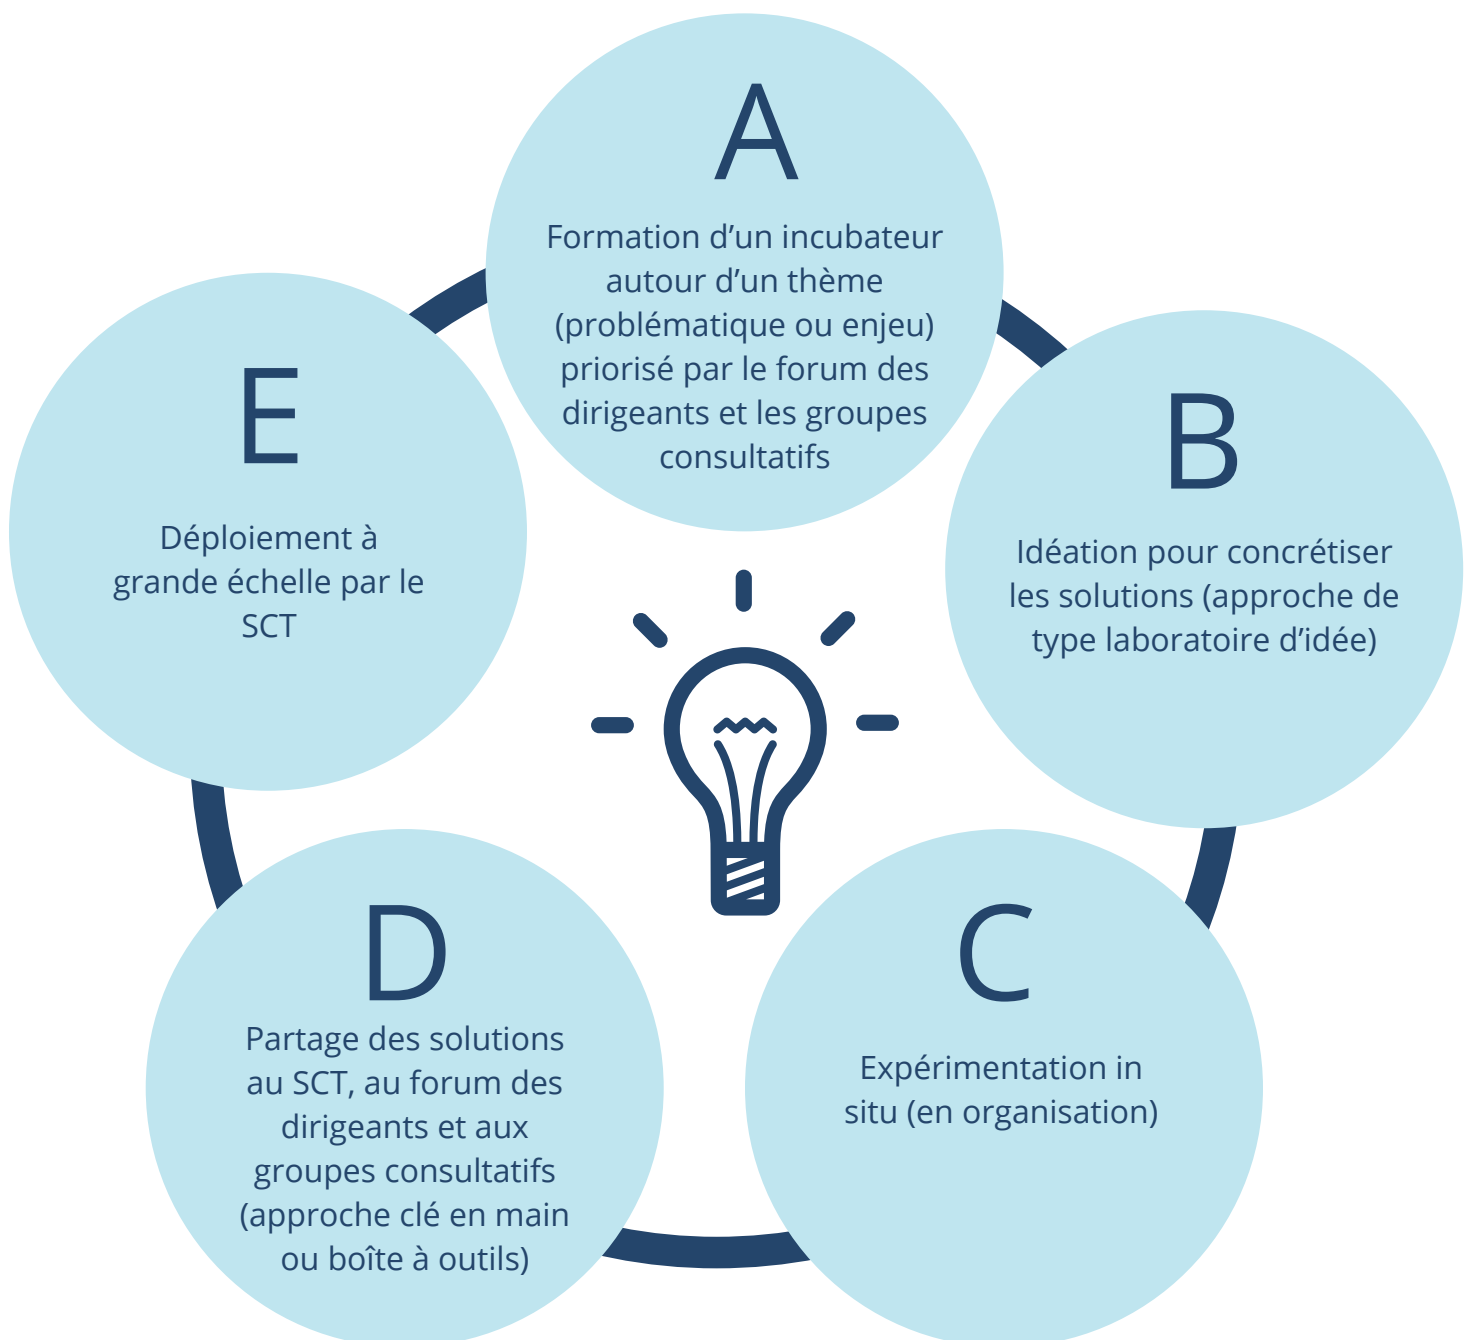 A
Formation d’un incubateur
autour d’un thème
(problématique ou enjeu)
priorisé par le forum des
dirigeants et les groupes
consultatifs
B
Idéation pour concrétiser
les solutions (approche de
type laboratoire d’idée)
C
Expérimentation in
situ (en organisation)
D
Partage des solutions
au SCT, au forum des
dirigeants et aux
groupes consultatifs
(approche clé en main
ou boîte à outils)
E
Déploiement à
grande échelle par le
SCT